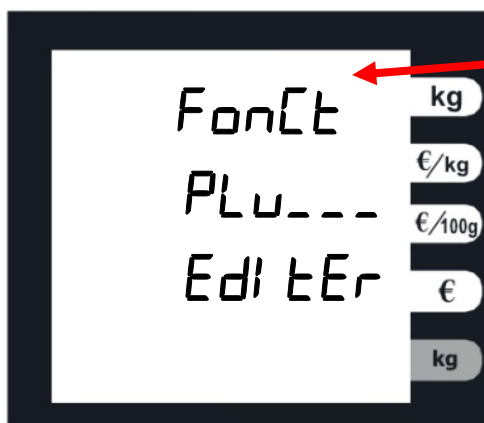 FonCt
kg
€/kg
PLu___
€/100g
EdItEr
€
kg